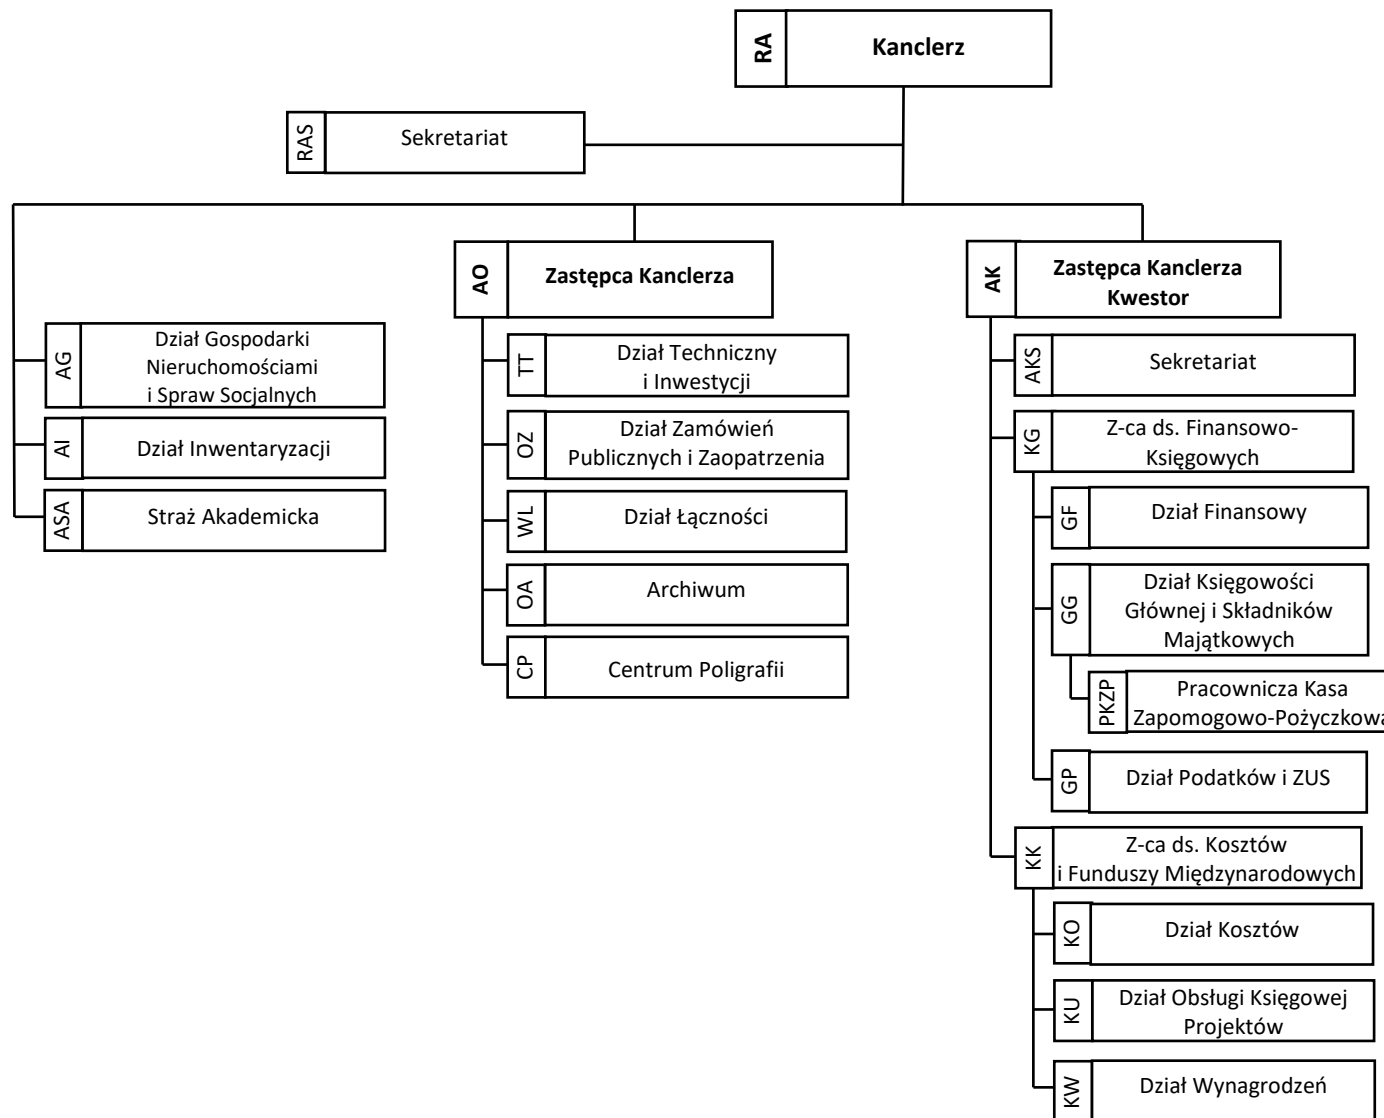 RA
Kanclerz
RAS
Sekretariat
AO
Zastępca Kanclerza
AK
Zastępca Kanclerza
Kwestor
AG
Dział Gospodarki
Nieruchomościami
i Spraw Socjalnych
AI
Dział Inwentaryzacji
ASA
Straż Akademicka
TT
Dział Techniczny
i Inwestycji
OZ
Dział Zamówień
Publicznych i Zaopatrzenia
WL
Dział Łączności
OA
Archiwum
CP
Centrum Poligrafii
AKS
Sekretariat
KG
Z-ca ds. Finansowo-
Księgowych
GF
Dział Finansowy
GG
Dział Księgowości
Głównej i Składników
Majątkowych
PKZP
Pracownicza Kasa
Zapomogowo-Pożyczkowa
GP
Dział Podatków i ZUS
KK
Z-ca ds. Kosztów
i Funduszy Międzynarodowych
KO
Dział Kosztów
KU
Dział Obsługi Księgowej
Projektów
KW
Dział Wynagrodzeń